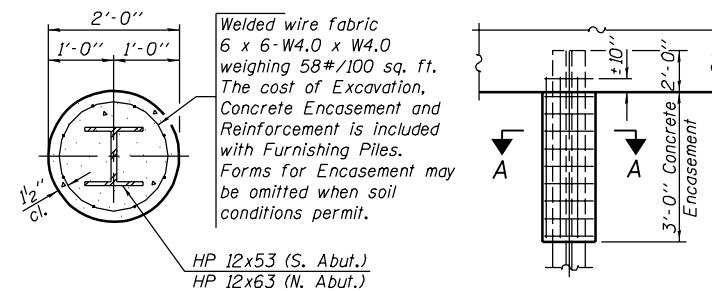 2'-0"
1'-0"
1'-0"
Welded wire fabric
6 x 6-W4.0 x W4.0
weighing 58#/100 sq. ft.
The cost of Excavation,
Concrete Encasement and
Reinforcement is included
with Furnishing Piles.
Forms for Encasement may
be omitted when soil
conditions permit.
1½"
cl.
HP 12x53 (S. Abut.)
HP 12x63 (N. Abut.)
±10"
2'-0"
A
A
3'-0" Concrete
Encasement